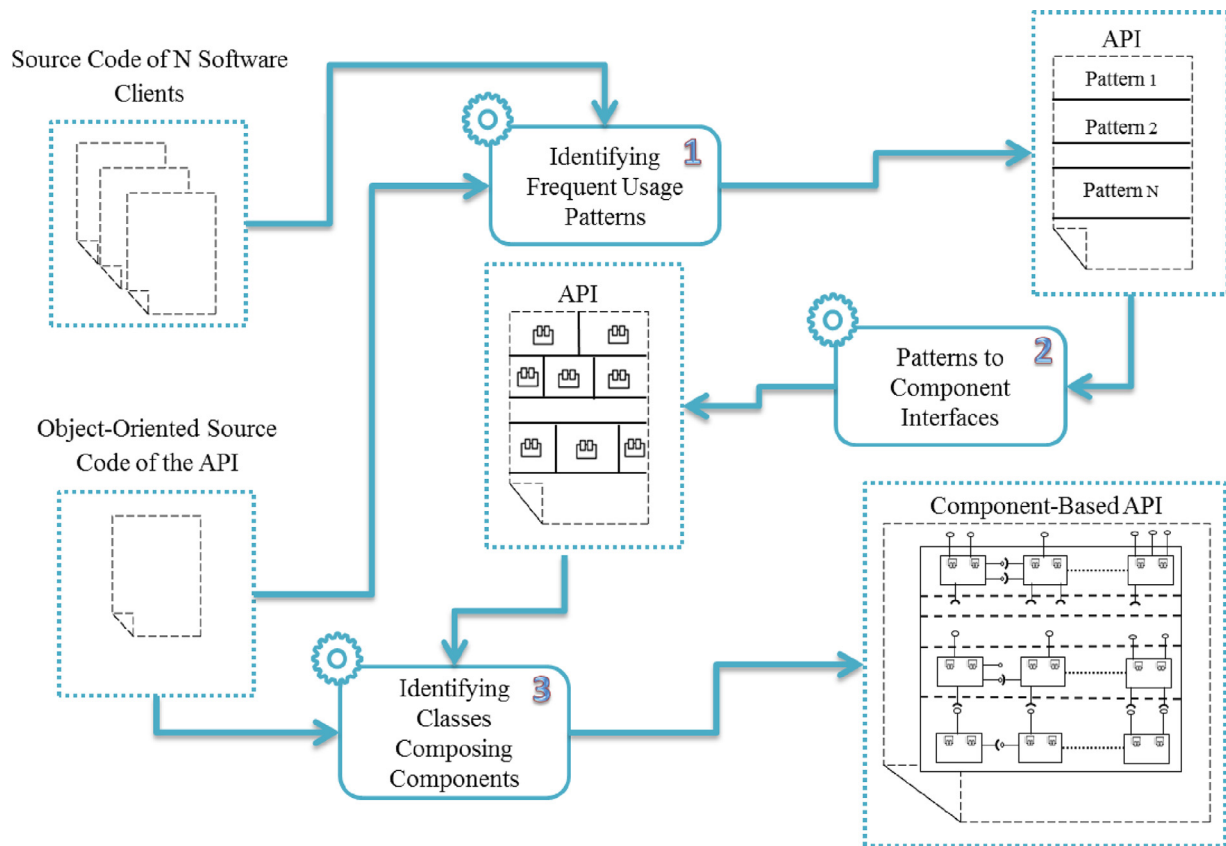 Source Code of N Software
Clients
API
Pattern 1
Pattern 2
Pattern N
1
Identifying
Frequent Usage
Patterns
API
2
Patterns to
Component
Interfaces
Object-Oriented Source
Code of the API
Component-Based API
3
Identifying
Classes
Composing
Components